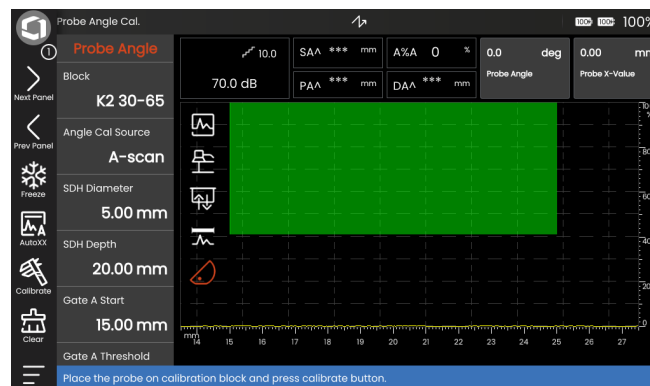 Probe Angle Cal.
100% 100% 100%
1
Probe Angle
Block
K2 30-65
Angle Cal Source
A-scan
SDH Diameter
5.00 mm
SDH Depth
20.00 mm
Gate A Start
15.00 mm
Gate A Threshold
Next Panel
Prev Panel
Freeze
AutoXX
Calibrate
Clear
10.0
70.0 dB
SA^ *** mm
A%A 0 %
PA^ *** mm
DA^ *** mm
0.0 deg
Probe Angle
0.00 mm
Probe X-Value
%
80
60
40
20
0
mm
14 15 16 17 18 19 20 21 22 23 24 25 26 27
Place the probe on calibration block and press calibrate button.